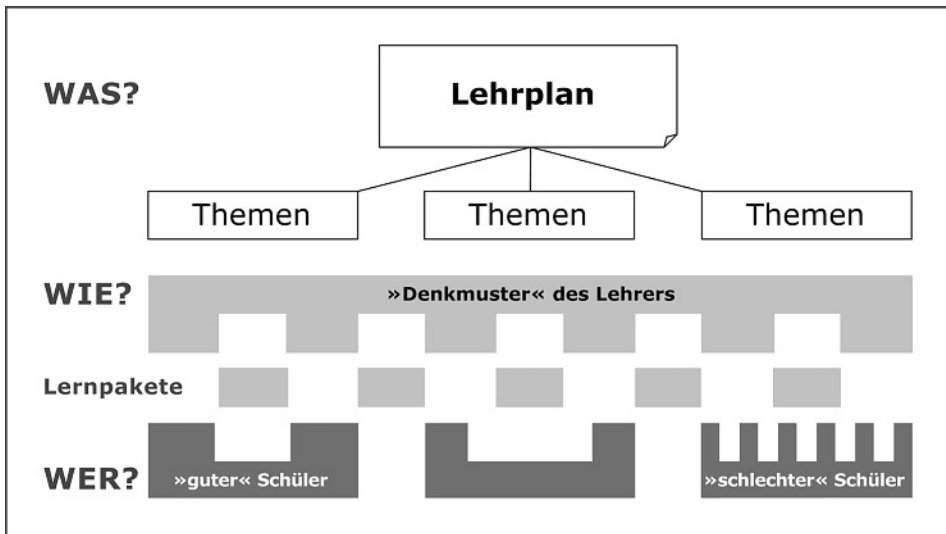 WAS?
Lehrplan
Themen
Themen
Themen
WIE?
»Denkmuster« des Lehrers
Lernpakete
WER?
»guter« Schüler
»schlechter« Schüler